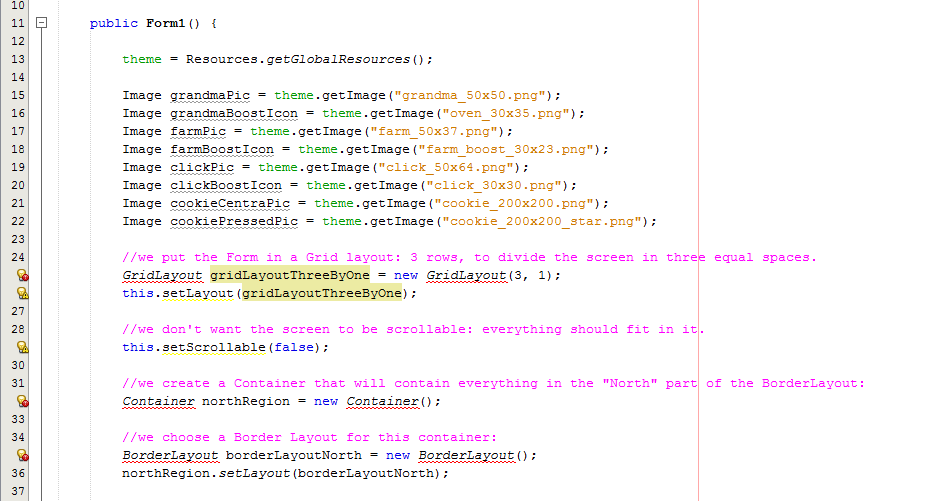 10
11 public Form1() {
12
13 theme = Resources.getGlobalResources();
14
15 Image grandmaPic = theme.getImage("grandma_50x50.png");
16 Image grandmaBoostIcon = theme.getImage("oven_30x35.png");
17 Image farmPic = theme.getImage("farm_50x37.png");
18 Image farmBoostIcon = theme.getImage("farm_boost_30x23.png");
19 Image clickPic = theme.getImage("click_50x64.png");
20 Image clickBoostIcon = theme.getImage("click_30x30.png");
21 Image cookieCentraPic = theme.getImage("cookie_200x200.png");
22 Image cookiePressedPic = theme.getImage("cookie_200x200_star.png");
23
24 //we put the Form in a Grid layout: 3 rows, to divide the screen in three equal spaces.
GridLayout gridLayoutThreeByOne = new GridLayout(3, 1);
this.setLayout(gridLayoutThreeByOne);
27
28 //we don't want the screen to be scrollable: everything should fit in it.
this.setScrollable(false);
30
31 //we create a Container that will contain everything in the "North" part of the BorderLayout:
Container northRegion = new Container();
33
34 //we choose a Border Layout for this container:
BorderLayout borderLayoutNorth = new BorderLayout();
36 northRegion.setLayout(borderLayoutNorth);
37